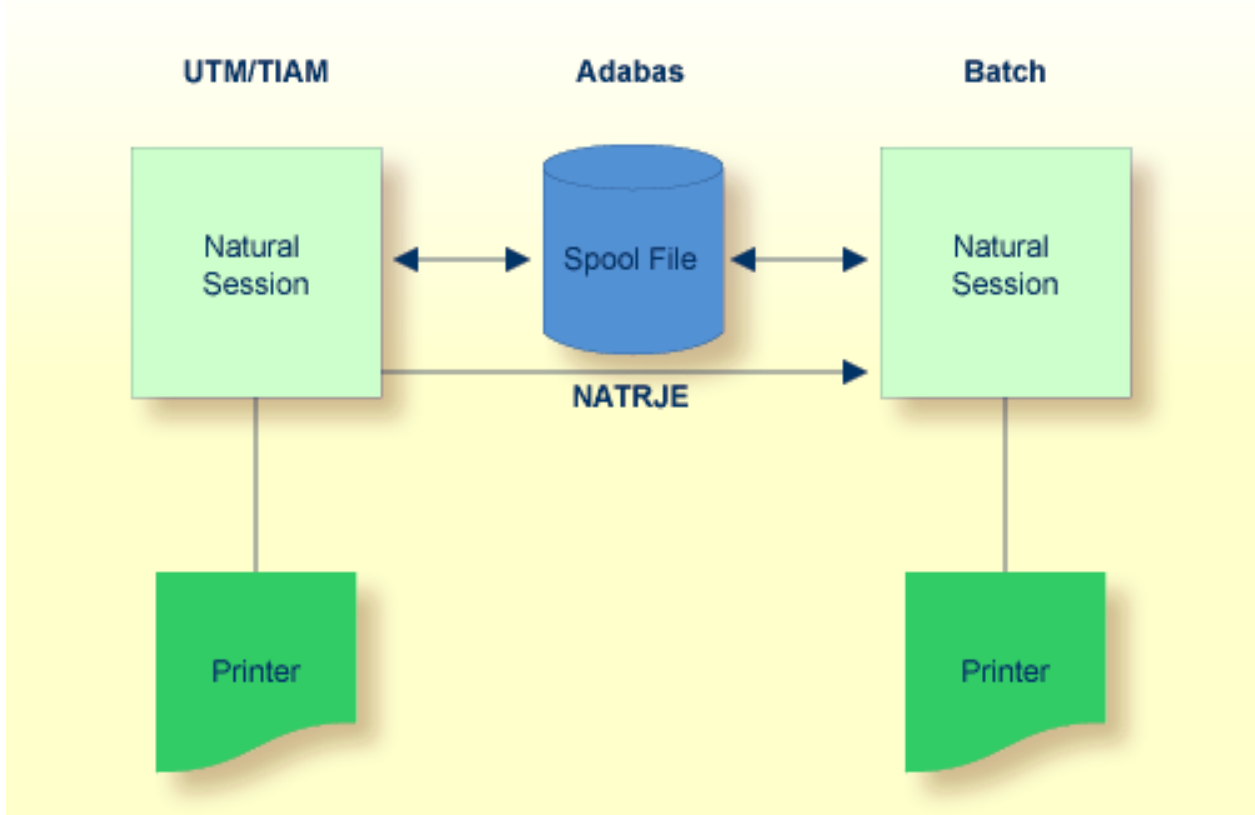 UTM/TIAM
Adabas
Batch
Natural
Session
Spool File
Natural
Session
NATRJE
Printer
Printer